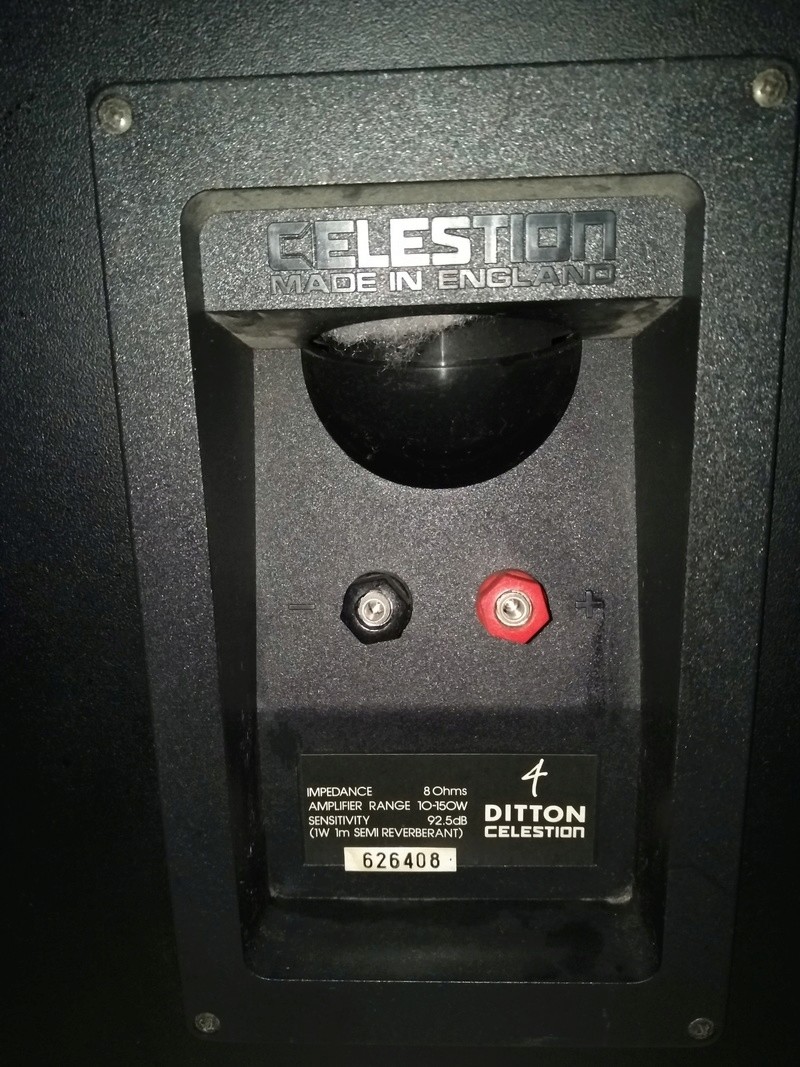 CELESTION
MADE IN ENGLAND
− +
4
IMPEDANCE 8 Ohms
AMPLIFIER RANGE 10-150W
SENSITIVITY 92.5dB
(1W 1m SEMI REVERBERANT)
DITTON
CELESTION
626408